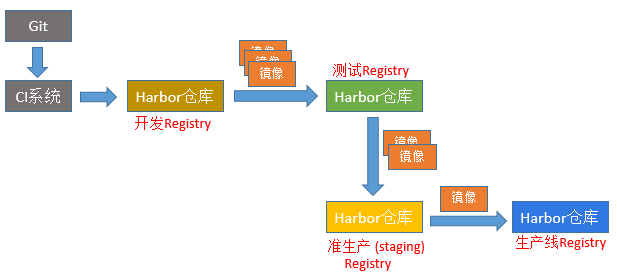 Git
CI系统
Harbor仓库
开发Registry
镜像
镜像
镜像
测试Registry
Harbor仓库
镜像
镜像
Harbor仓库
准生产 (staging)
Registry
镜像
Harbor仓库
生产线Registry